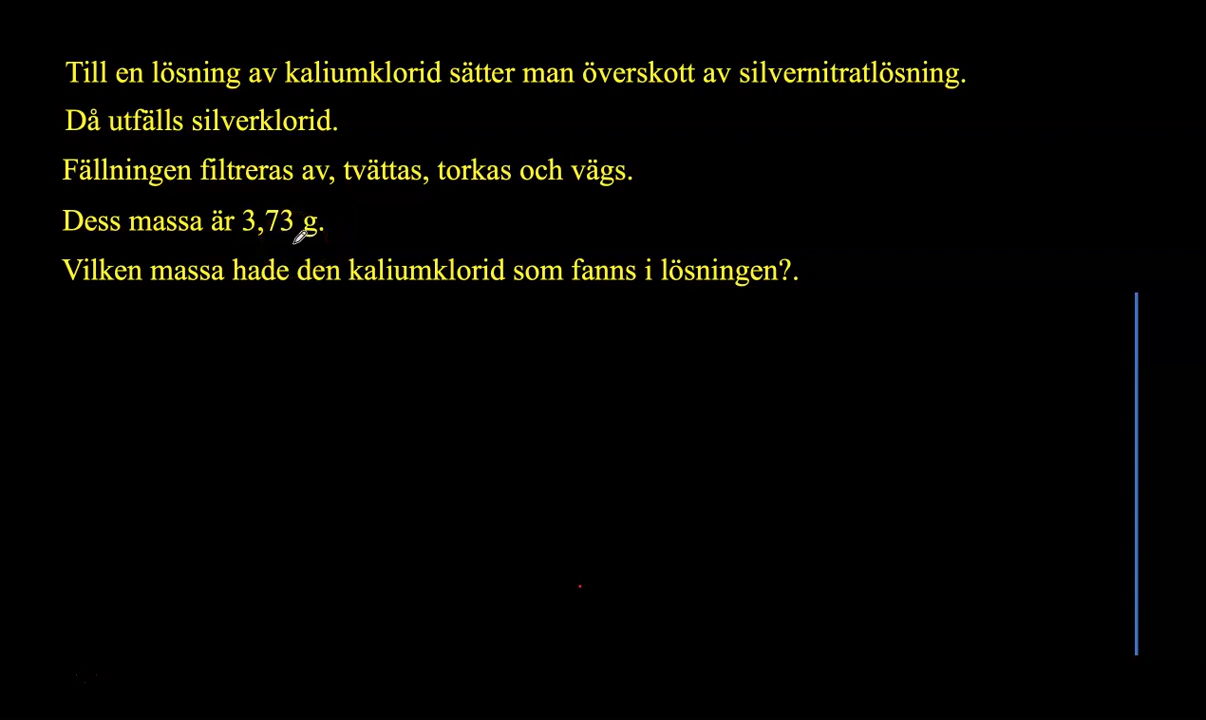 Till en lösning av kaliumklorid sätter man överskott av silvernitratlösning.
Då utfälls silverklorid.
Fällningen filtreras av, tvättas, torkas och vägs.
Dess massa är 3,73 g.
Vilken massa hade den kaliumklorid som fanns i lösningen?.